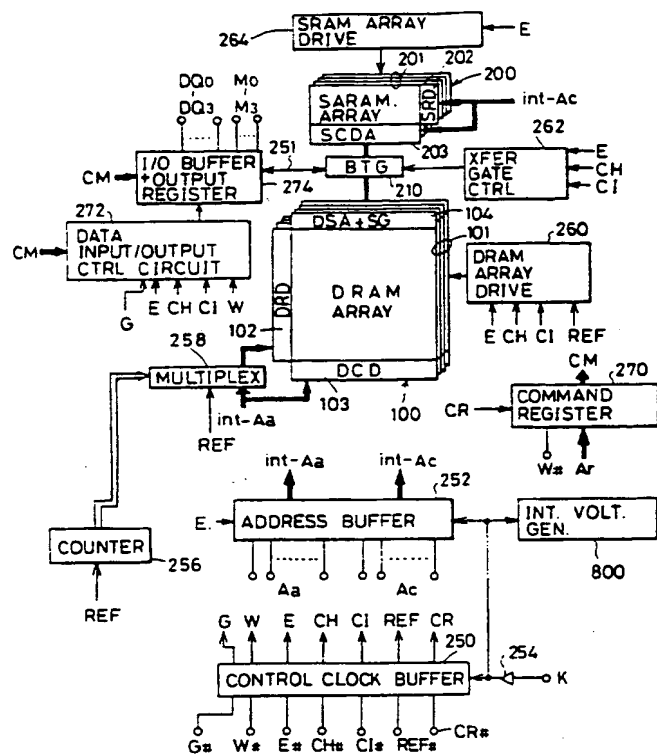 SRAM ARRAY
DRIVE
264
E
201
202
200
DQ0
DQ3
M0
M3
SARAM.
ARRAY
SRD
int-Ac
SCDA
203
251
262
I/O BUFFER
+OUTPUT
REGISTER
CM
274
BTG
210
XFER
GATE
CTRL
E
CH
CI
272
DATA
INPUT/OUTPUT
CTRL CIRCUIT
CM
G
E CH CI W
DSA+SG
104
101
DRD
102
DRAM
ARRAY
260
DRAM
ARRAY
DRIVE
E CH CI REF
258
MULTIPLEX
DCD
103
100
int-Aa
REF
CM
270
CR
COMMAND
REGISTER
W# Ar
int-Aa
int-Ac
252
E.
ADDRESS BUFFER
INT. VOLT.
GEN.
800
COUNTER
256
REF
Aa
Ac
G W E CH CI REF CR
250
254
CONTROL CLOCK BUFFER
K
G# W# E# CH# CI# REF# CR#